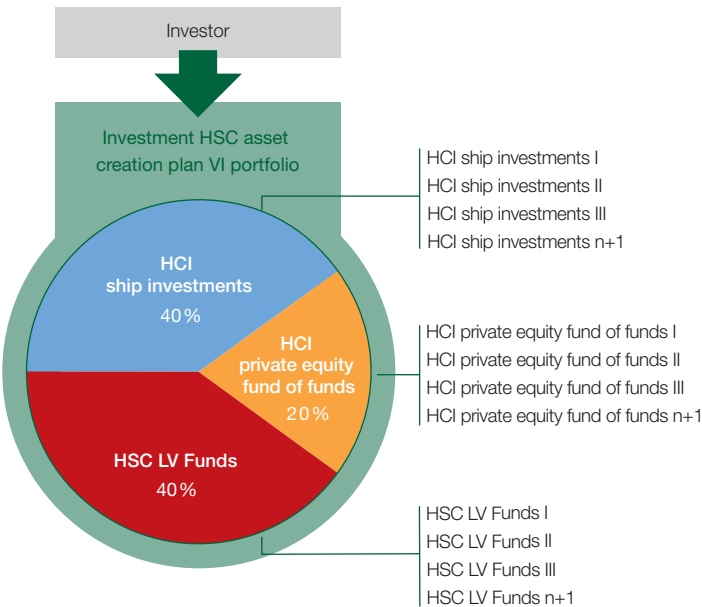 Investor
Investment HSC asset
creation plan VI portfolio
HCI
ship investments
40%
HCI
private equity
fund of funds
20%
HSC LV Funds
40%
HCI ship investments I
HCI ship investments II
HCI ship investments III
HCI ship investments n+1
HCI private equity fund of funds I
HCI private equity fund of funds II
HCI private equity fund of funds III
HCI private equity fund of funds n+1
HSC LV Funds I
HSC LV Funds II
HSC LV Funds III
HSC LV Funds n+1